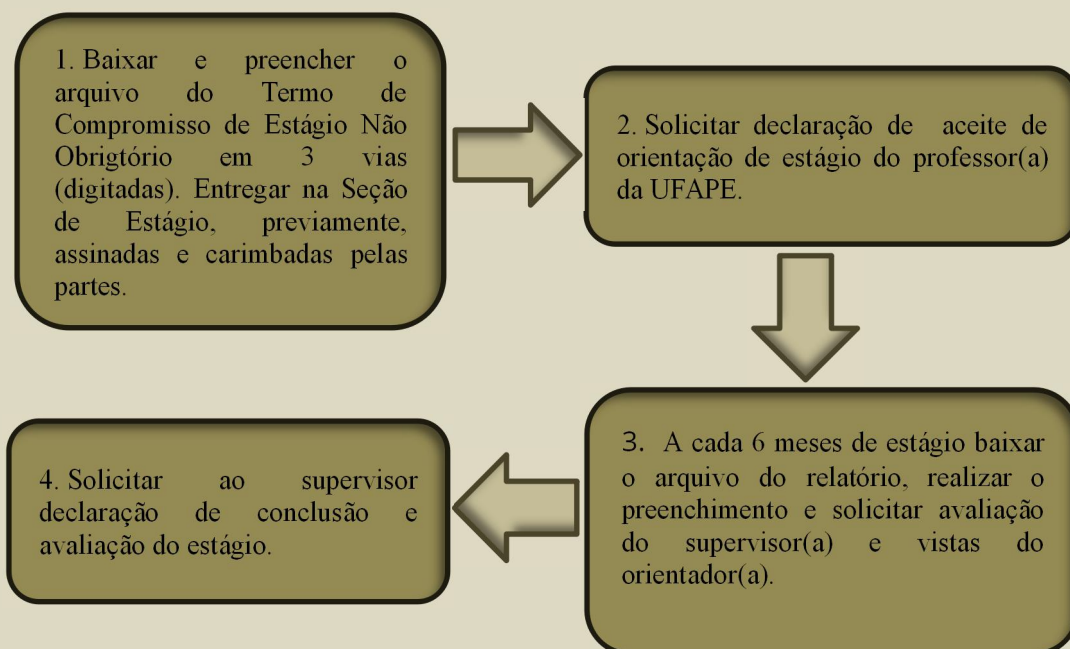 1. Baixar e preencher o
arquivo do Termo de
Compromisso de Estágio Não
Obrigtório em 3 vias
(digitadas). Entregar na Seção
de Estágio, previamente,
assinadas e carimbadas pelas
partes.
2. Solicitar declaração de aceite de
orientação de estágio do professor(a)
da UFAPE.
3. A cada 6 meses de estágio baixar
o arquivo do relatório, realizar o
preenchimento e solicitar avaliação
do supervisor(a) e vistas do
orientador(a).
4. Solicitar ao supervisor
declaração de conclusão e
avaliação do estágio.